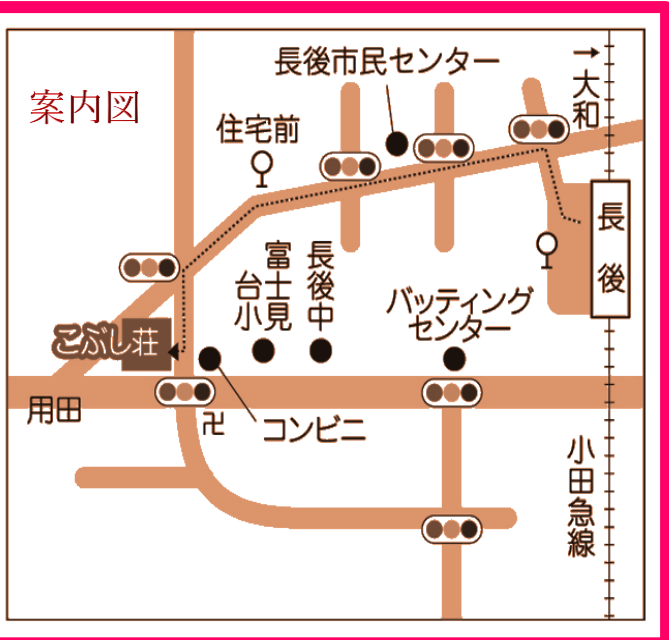 案内図
長後市民センター
→大和
住宅前
長後
富士見台小
長後中
バッティング
センター
こぶし荘
用田
卍
コンビニ
小田急線